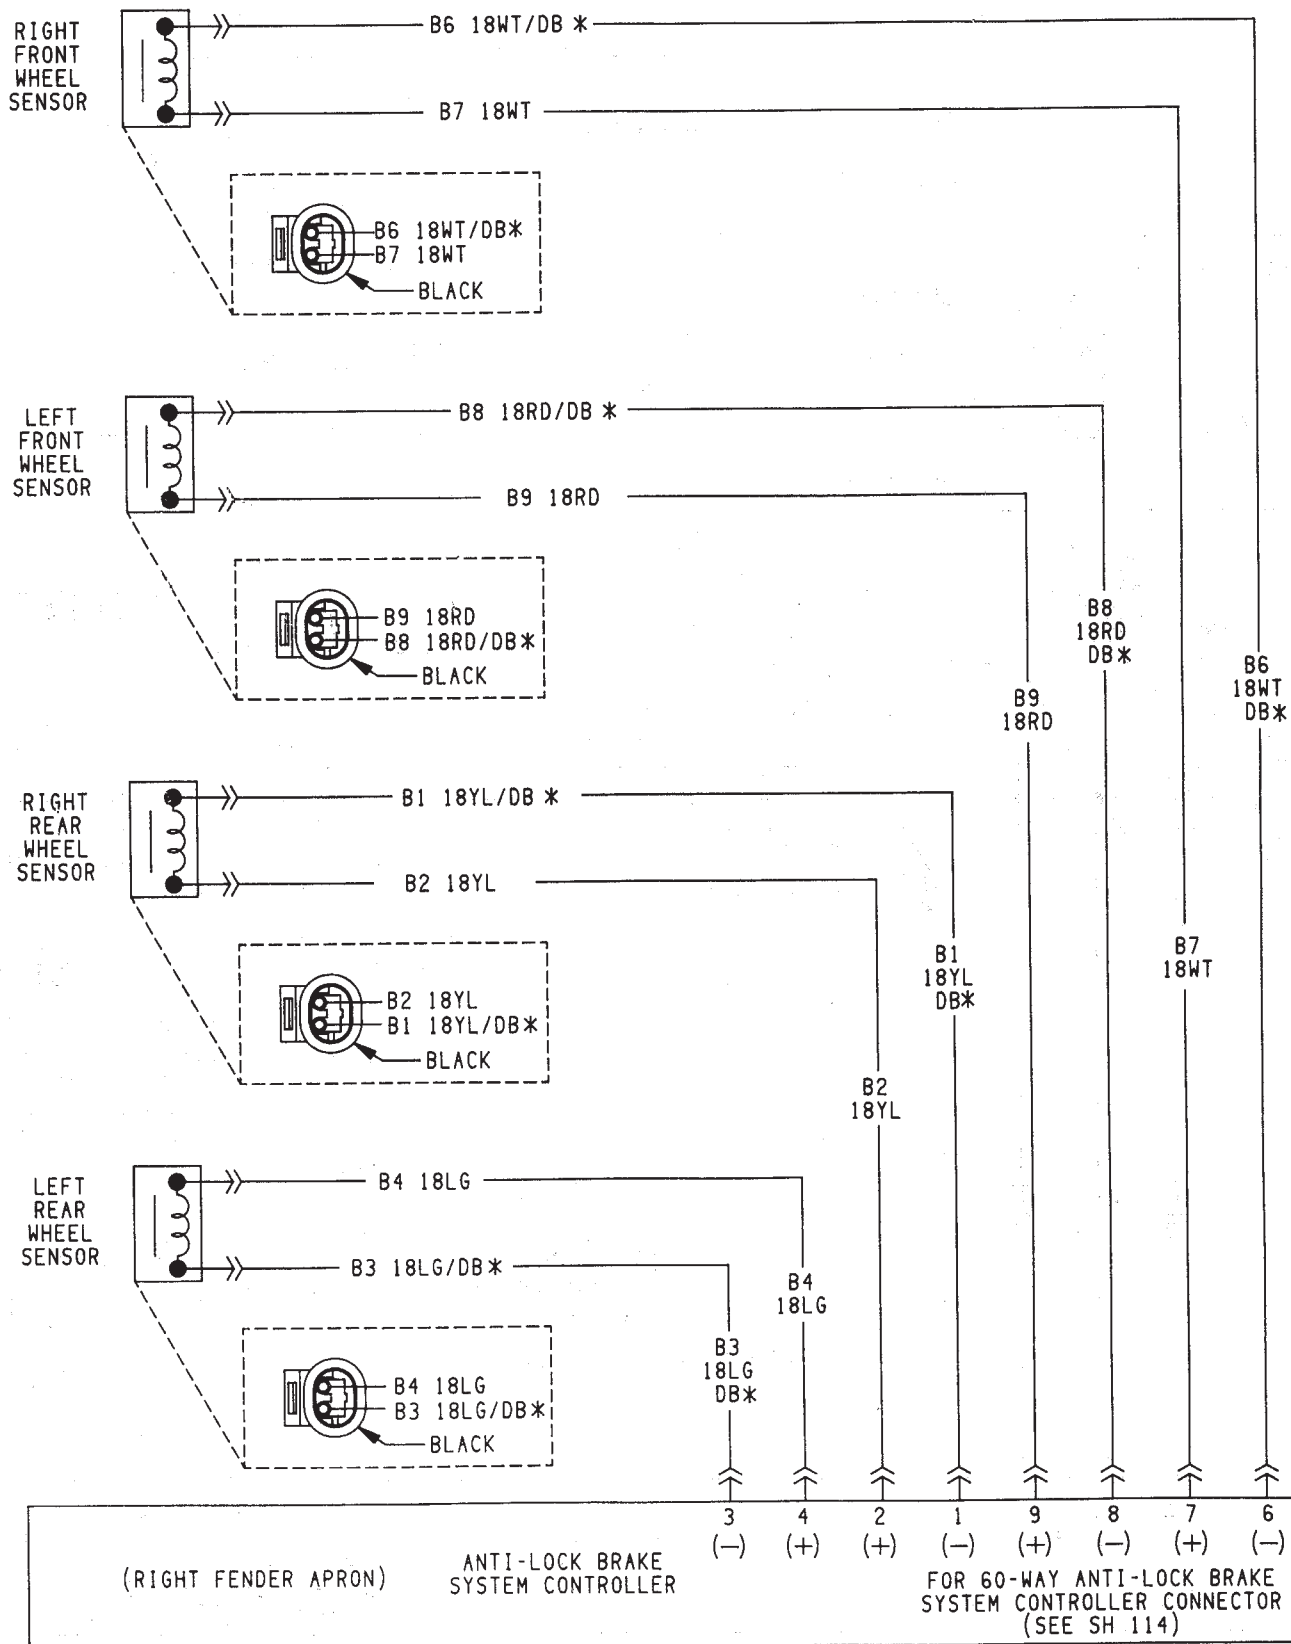 RIGHT
FRONT
WHEEL
SENSOR
B6 18WT/DB *
B7 18WT
B6 18WT/DB*
B7 18WT
BLACK
LEFT
FRONT
WHEEL
SENSOR
B8 18RD/DB *
B9 18RD
B9 18RD
B8 18RD/DB*
BLACK
B8
18RD
DB*
B6
18WT
DB*
B9
18RD
RIGHT
REAR
WHEEL
SENSOR
B1 18YL/DB *
B2 18YL
B2 18YL
B1 18YL/DB*
BLACK
B1
18YL
DB*
B7
18WT
B2
18YL
LEFT
REAR
WHEEL
SENSOR
B4 18LG
B3 18LG/DB*
B4 18LG
B3 18LG/DB*
BLACK
B4
18LG
B3
18LG
DB*
3 4 2 1 9 8 7 6
(-) (+) (+) (-) (+) (-) (+) (-)
(RIGHT FENDER APRON)
ANTI-LOCK BRAKE
SYSTEM CONTROLLER
FOR 60-WAY ANTI-LOCK BRAKE
SYSTEM CONTROLLER CONNECTOR
(SEE SH 114)